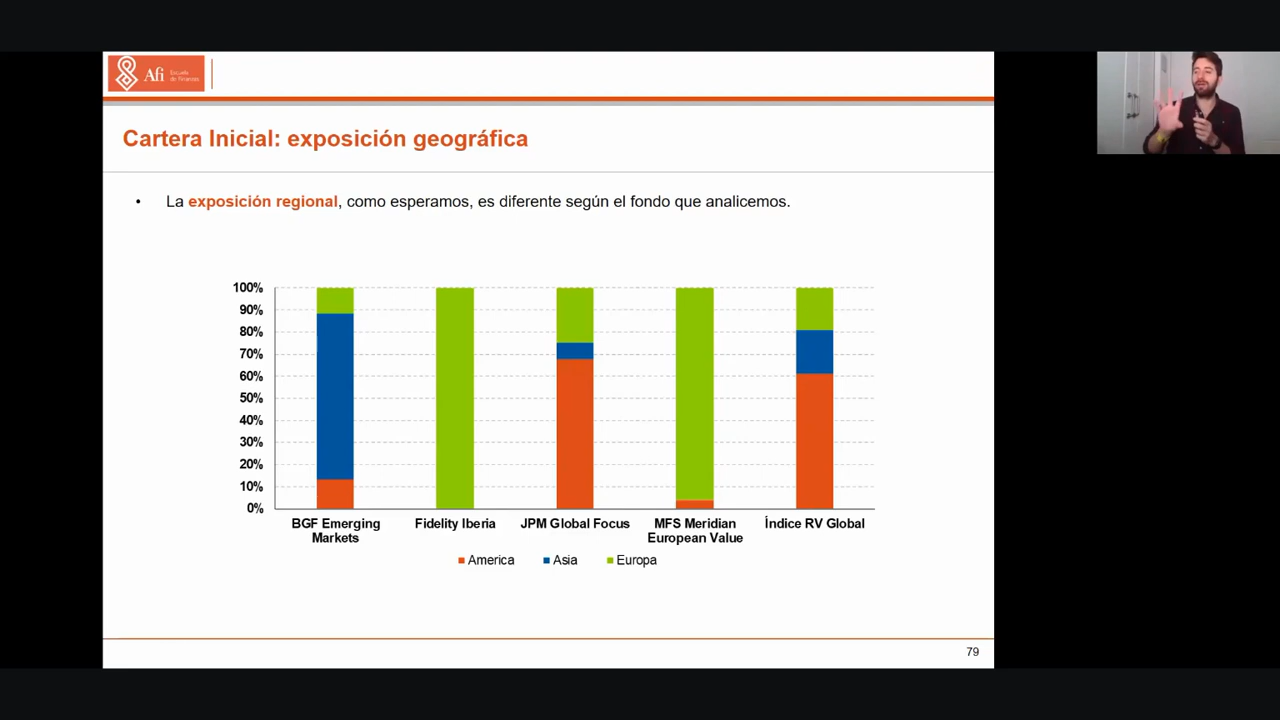 Afi
Escuela
de Finanzas
Cartera Inicial: exposición geográfica
• La exposición regional, como esperamos, es diferente según el fondo que analicemos.
100%
90%
80%
70%
60%
50%
40%
30%
20%
10%
0%
BGF Emerging
Markets
Fidelity Iberia
JPM Global Focus
MFS Meridian
European Value
Índice RV Global
America
Asia
Europa
79